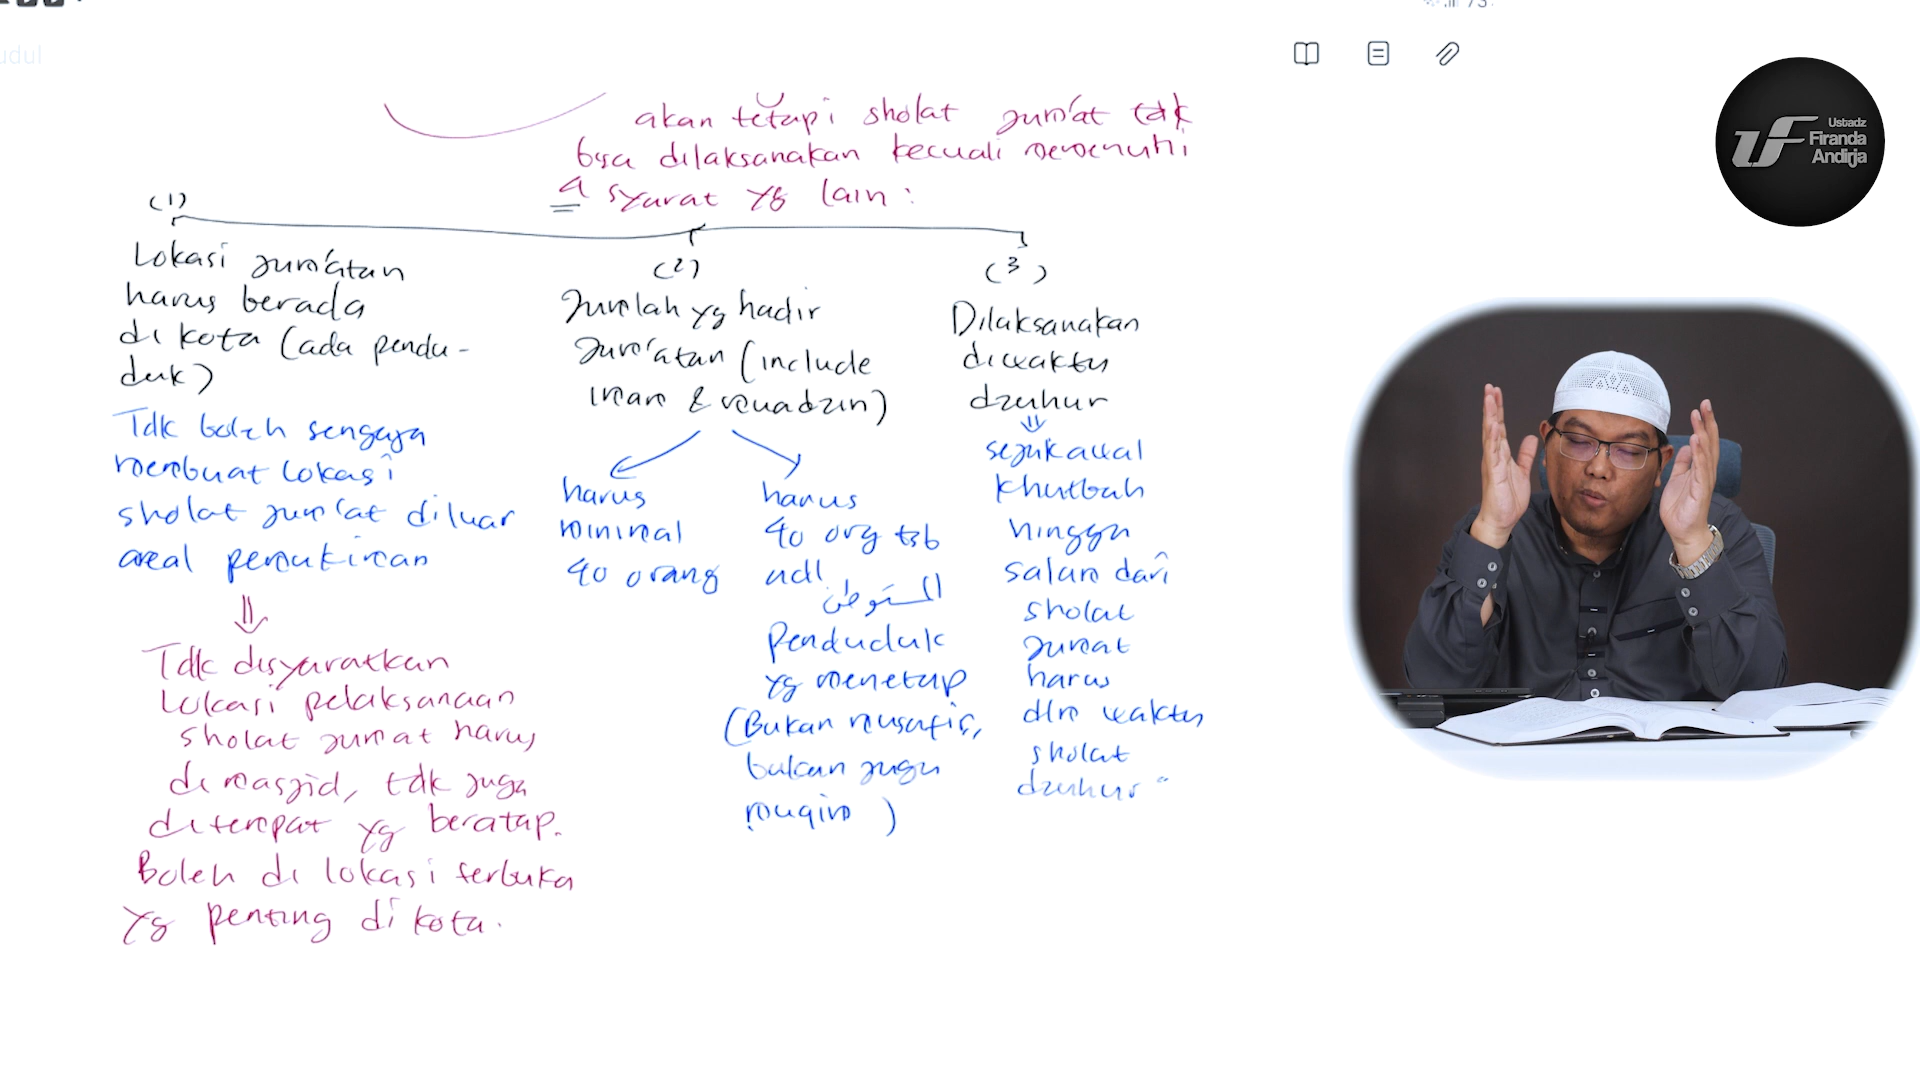 akan tetapi sholat jum'at tdk
bisa dilaksanakan kecuali memenuhi
4 syarat yg lain :
(1)
Lokasi jum'atan
harus berada
di kota (ada pendu-
duk)
Tdk boleh sengaja
membuat lokasi
sholat jum'at diluar
areal pemukiman
⇓
Tdk disyaratkan
lokasi pelaksanaan
sholat jumat harus
di masjid, tdk juga
ditempat yg beratap.
Boleh di lokasi terbuka
yg penting di kota.
(2)
Jumlah yg hadir
jum'atan (include
imam & muadzin)
harus
minimal
40 orang
harus
40 org tsb
adl
المستوطن
Penduduk
yg menetap
(Bukan musafir,
bukan juga
muqim)
(3)
Dilaksanakan
diwaktu
dzuhur
⇓
sejak awal
khutbah
hingga
salam dari
sholat
jumat
harus
dlm waktu
sholat
dzuhur"
Ustadz
Firanda
Andirja